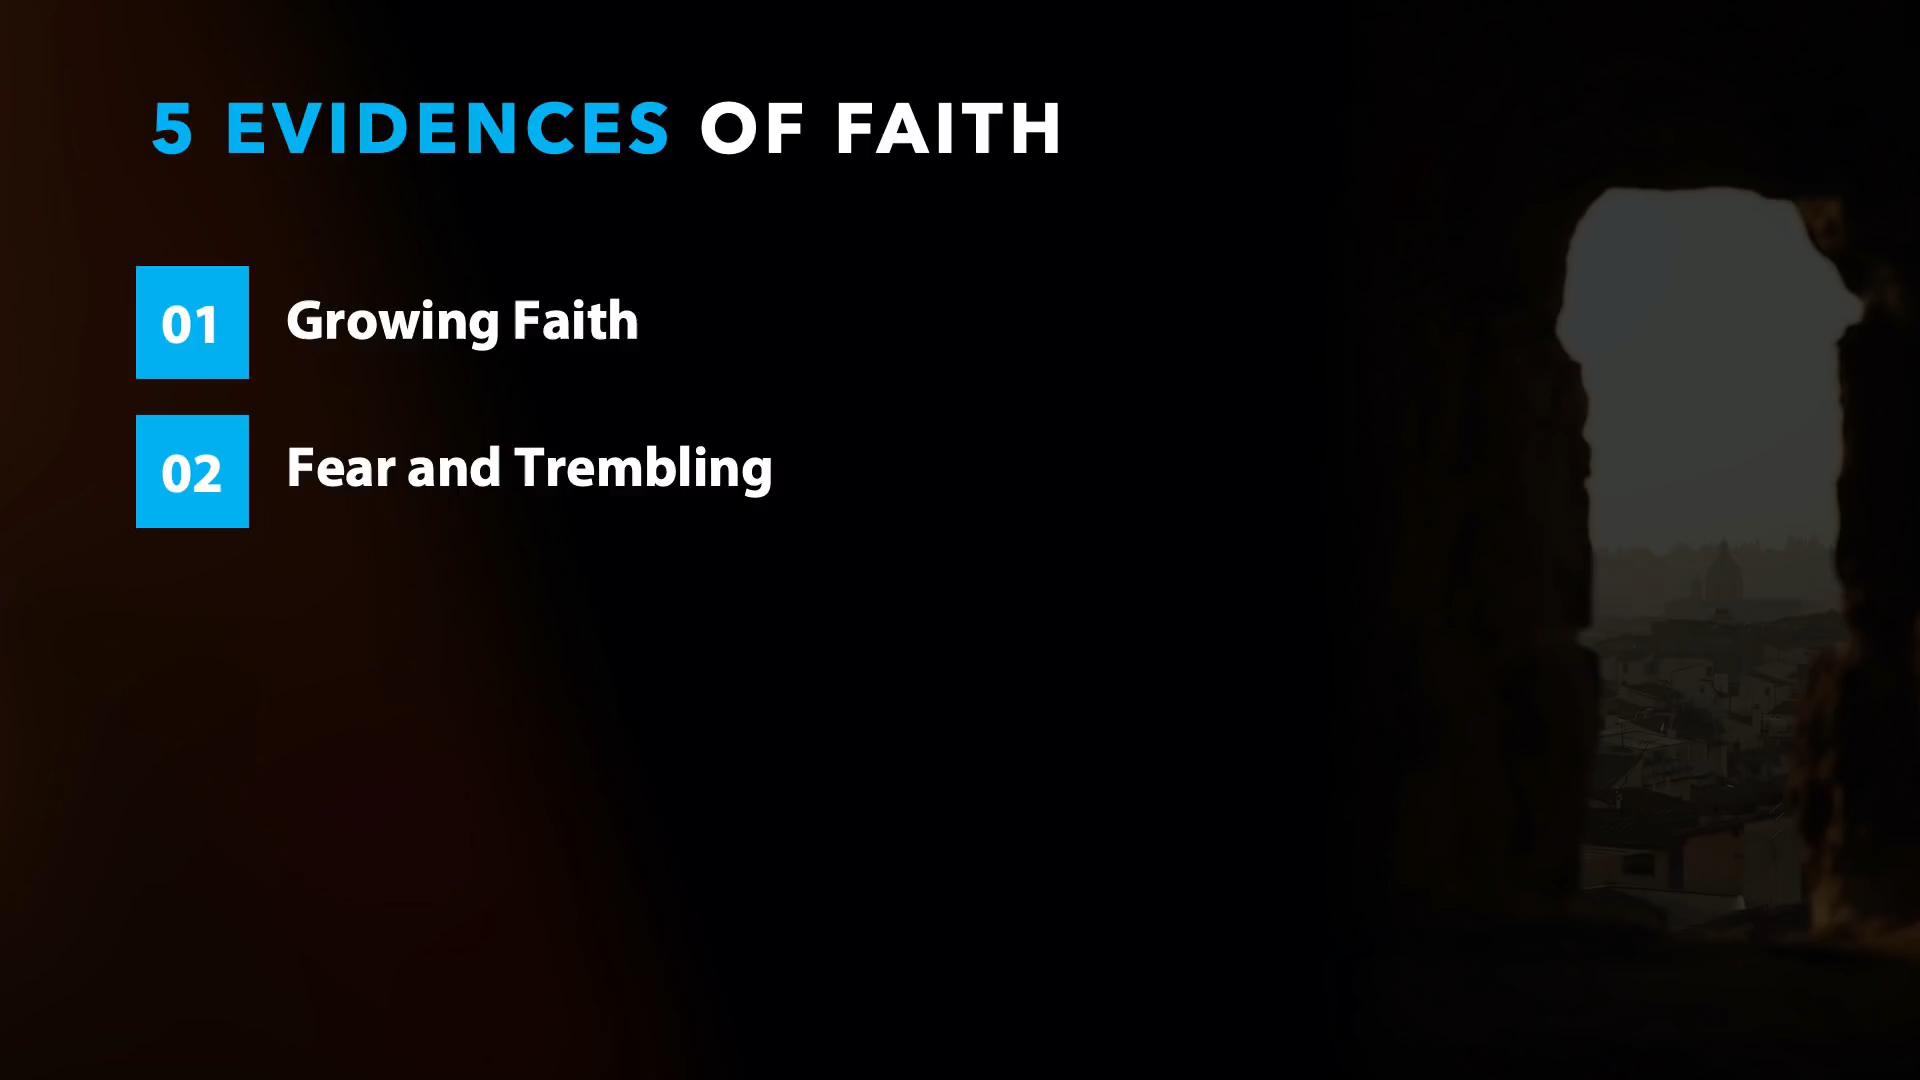 5 EVIDENCES OF FAITH
01 Growing Faith
02 Fear and Trembling